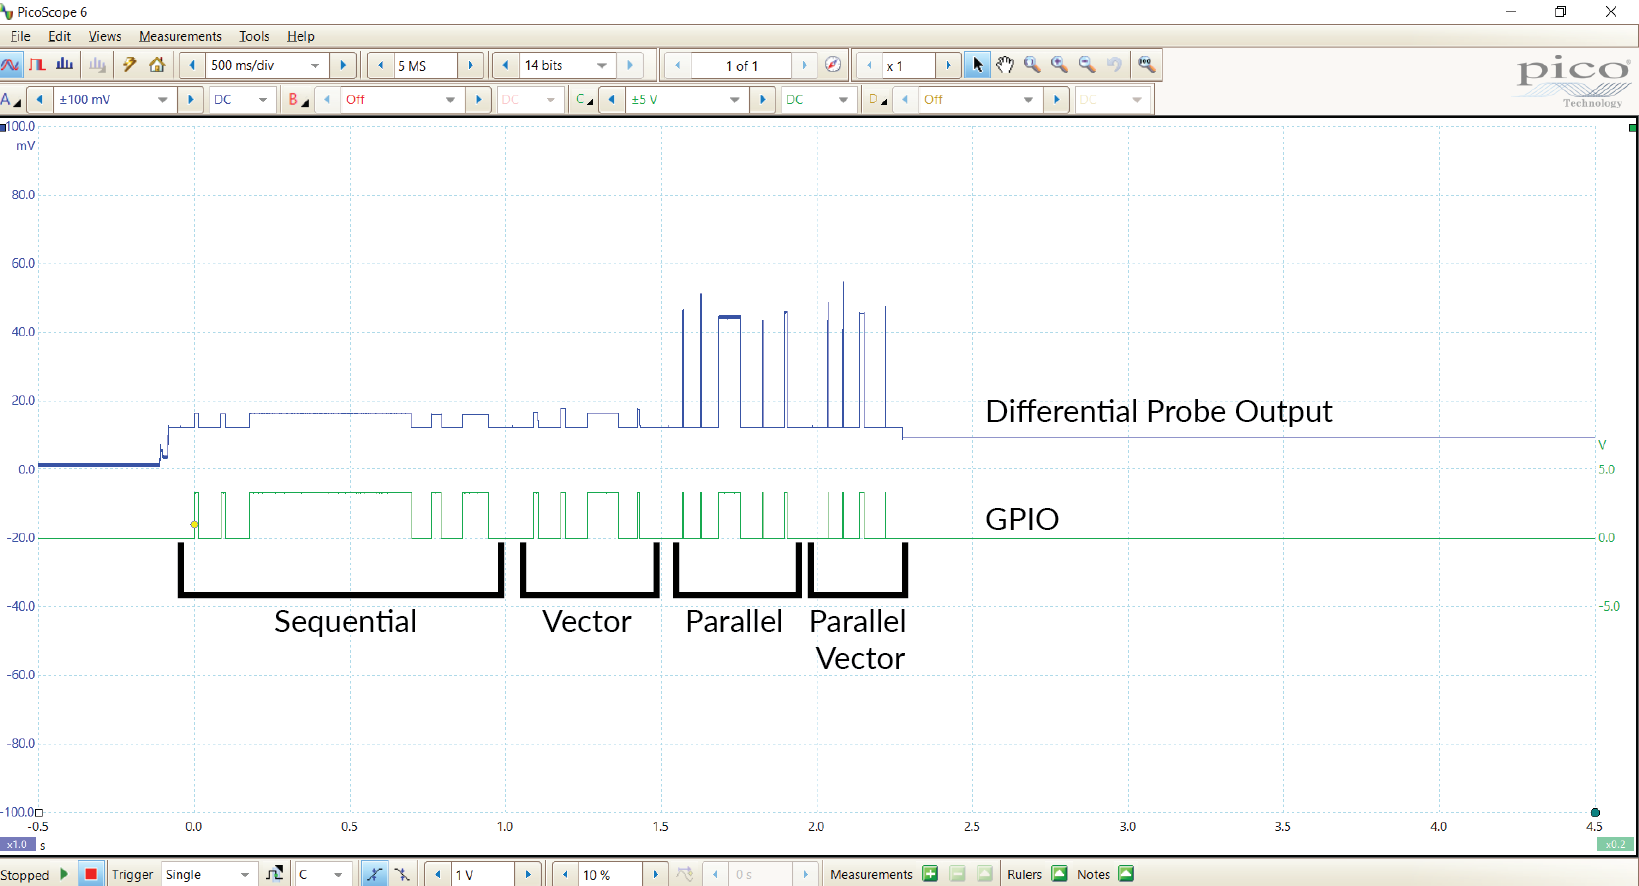 PicoScope 6
File Edit Views Measurements Tools Help
500 ms/div 5 MS 14 bits 1 of 1 x 1
pico
Technology
A ±100 mV DC B Off DC C ±5 V DC D Off DC
100.0
mV
80.0
60.0
40.0
20.0
Differential Probe Output
V
0.0 5.0
GPIO
-20.0 0.0
-40.0 -5.0
Sequential Vector Parallel Parallel
Vector
-60.0
-80.0
-100.0
-0.5 0.0 0.5 1.0 1.5 2.0 2.5 3.0 3.5 4.0 4.5
x1.0 s x0.2
Stopped Trigger Single C 1 V 10 % 0 s Measurements Rulers Notes